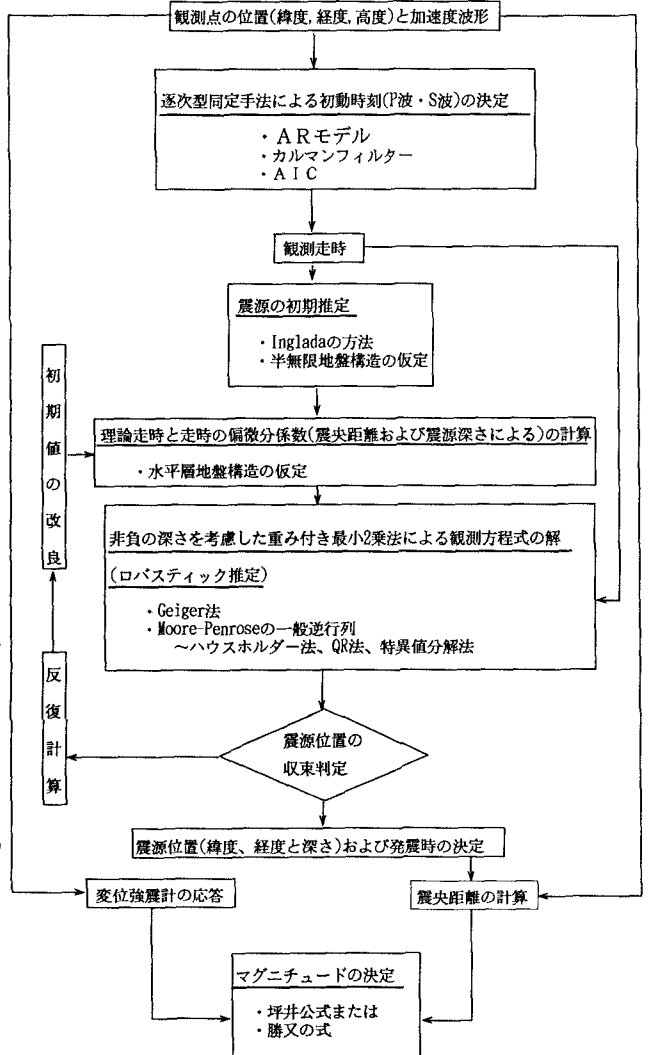 観測点の位置(緯度,経度,高度)と加速度波形
逐次型同定手法による初動時刻(P波・S波)の決定
・ARモデル
・カルマンフィルター
・AIC
観測走時
震源の初期推定
・Ingladaの方法
・半無限地盤構造の仮定
初期値の改良
理論走時と走時の偏微分係数(震央距離および震源深さによる)の計算
・水平層地盤構造の仮定
非負の深さを考慮した重み付き最小2乗法による観測方程式の解
(ロバスティック推定)
・Geiger法
・Moore-Penroseの一般逆行列
～ハウスホルダー法、QR法、特異値分解法
反復計算
震源位置の
収束判定
震源位置(緯度、経度と深さ)および発震時の決定
変位強震計の応答
震央距離の計算
マグニチュードの決定
・坪井公式または
・勝又の式